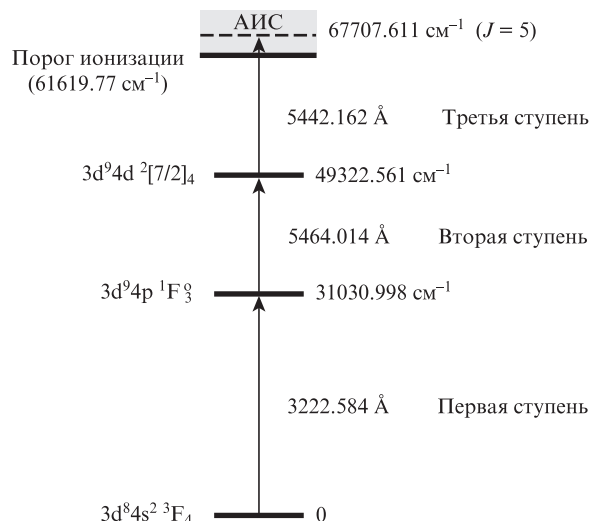 АИС
67707.611 см⁻¹ (J = 5)
Порог ионизации
(61619.77 см⁻¹)
5442.162 Å Третья ступень
3d⁹4d ²[7/2]₄ 49322.561 см⁻¹
5464.014 Å Вторая ступень
3d⁹4p ¹F°₃ 31030.998 см⁻¹
3222.584 Å Первая ступень
3d⁸4s² ³F₄ 0